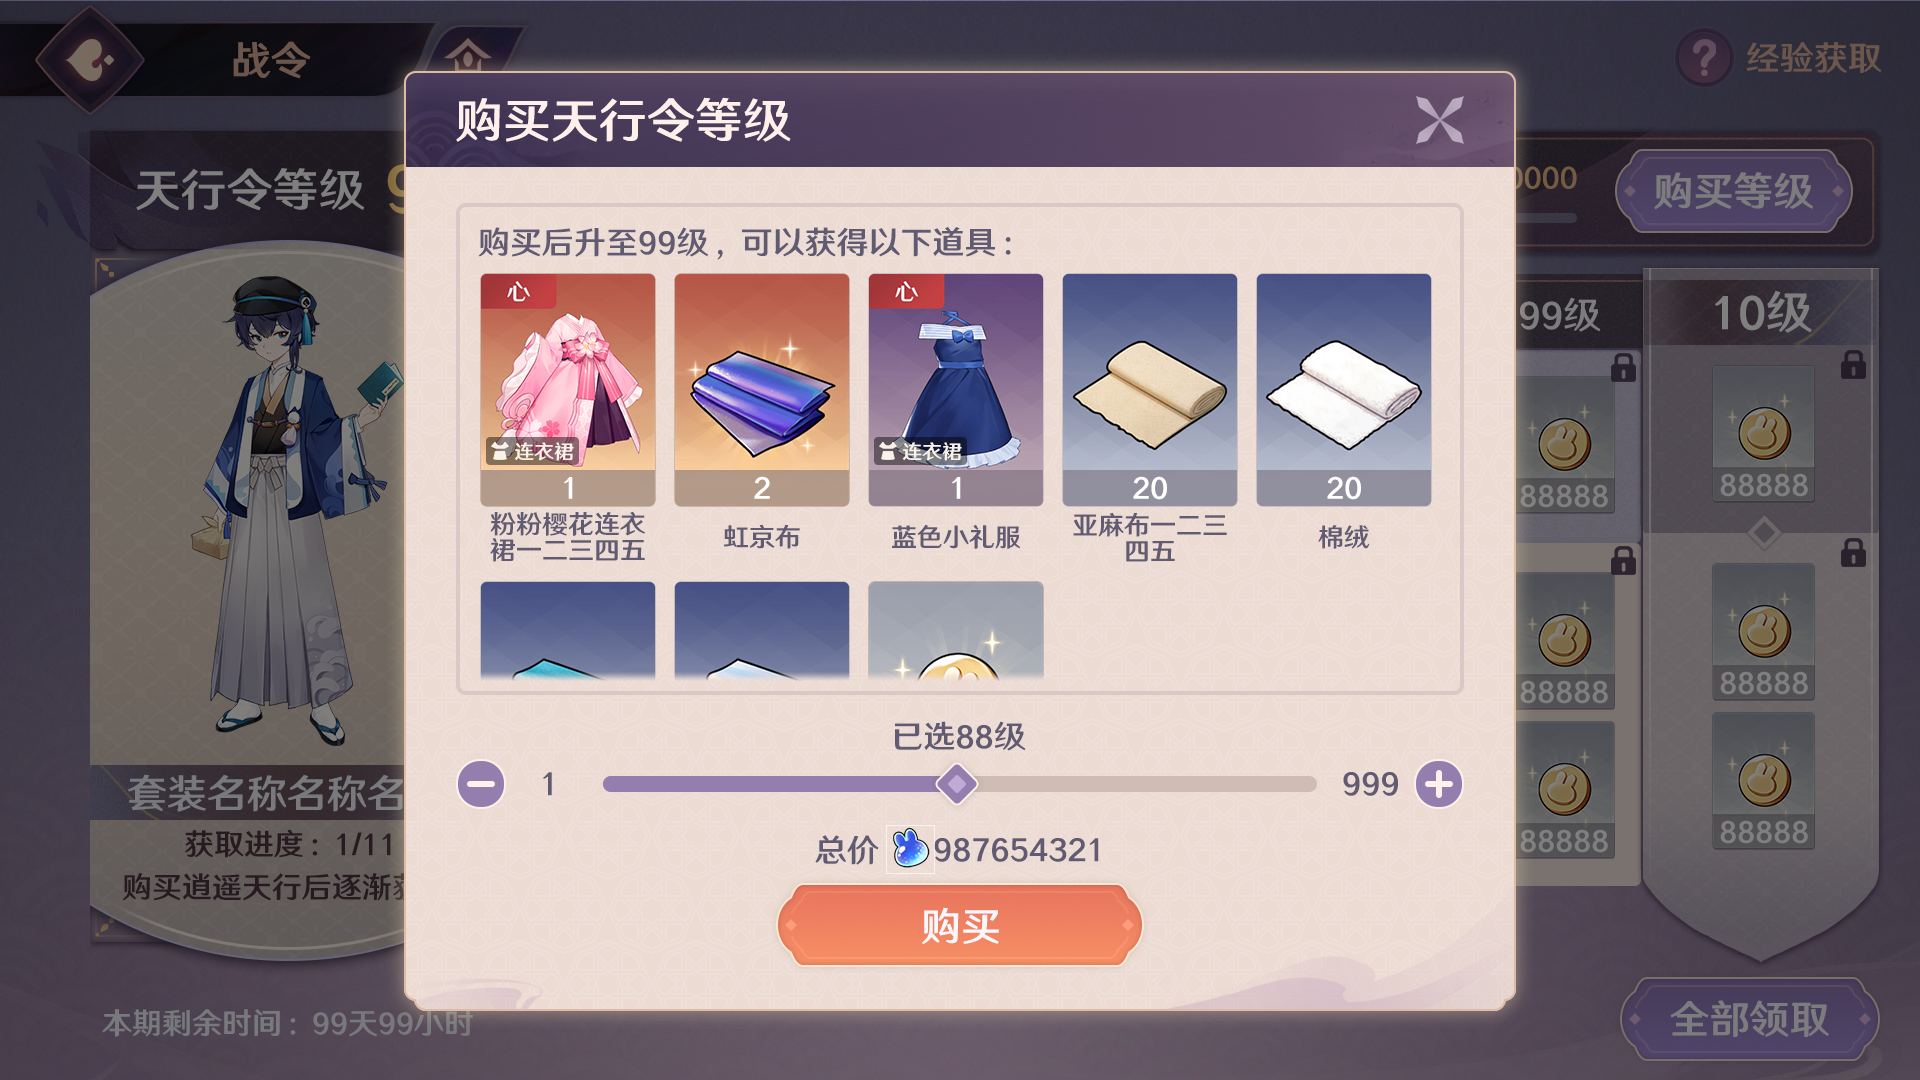 战令
经验获取
购买天行令等级
天行令等级
0000
购买等级
购买后升至99级，可以获得以下道具：
心
连衣裙
1
粉粉樱花连衣
裙一二三四五
2
虹京布
心
连衣裙
1
蓝色小礼服
20
亚麻布一二三
四五
20
棉绒
99级
10级
88888
88888
88888
88888
88888
88888
已选88级
1
999
总价 987654321
购买
套装名称名称名
获取进度：1/11
购买逍遥天行后逐渐
本期剩余时间：99天99小时
全部领取